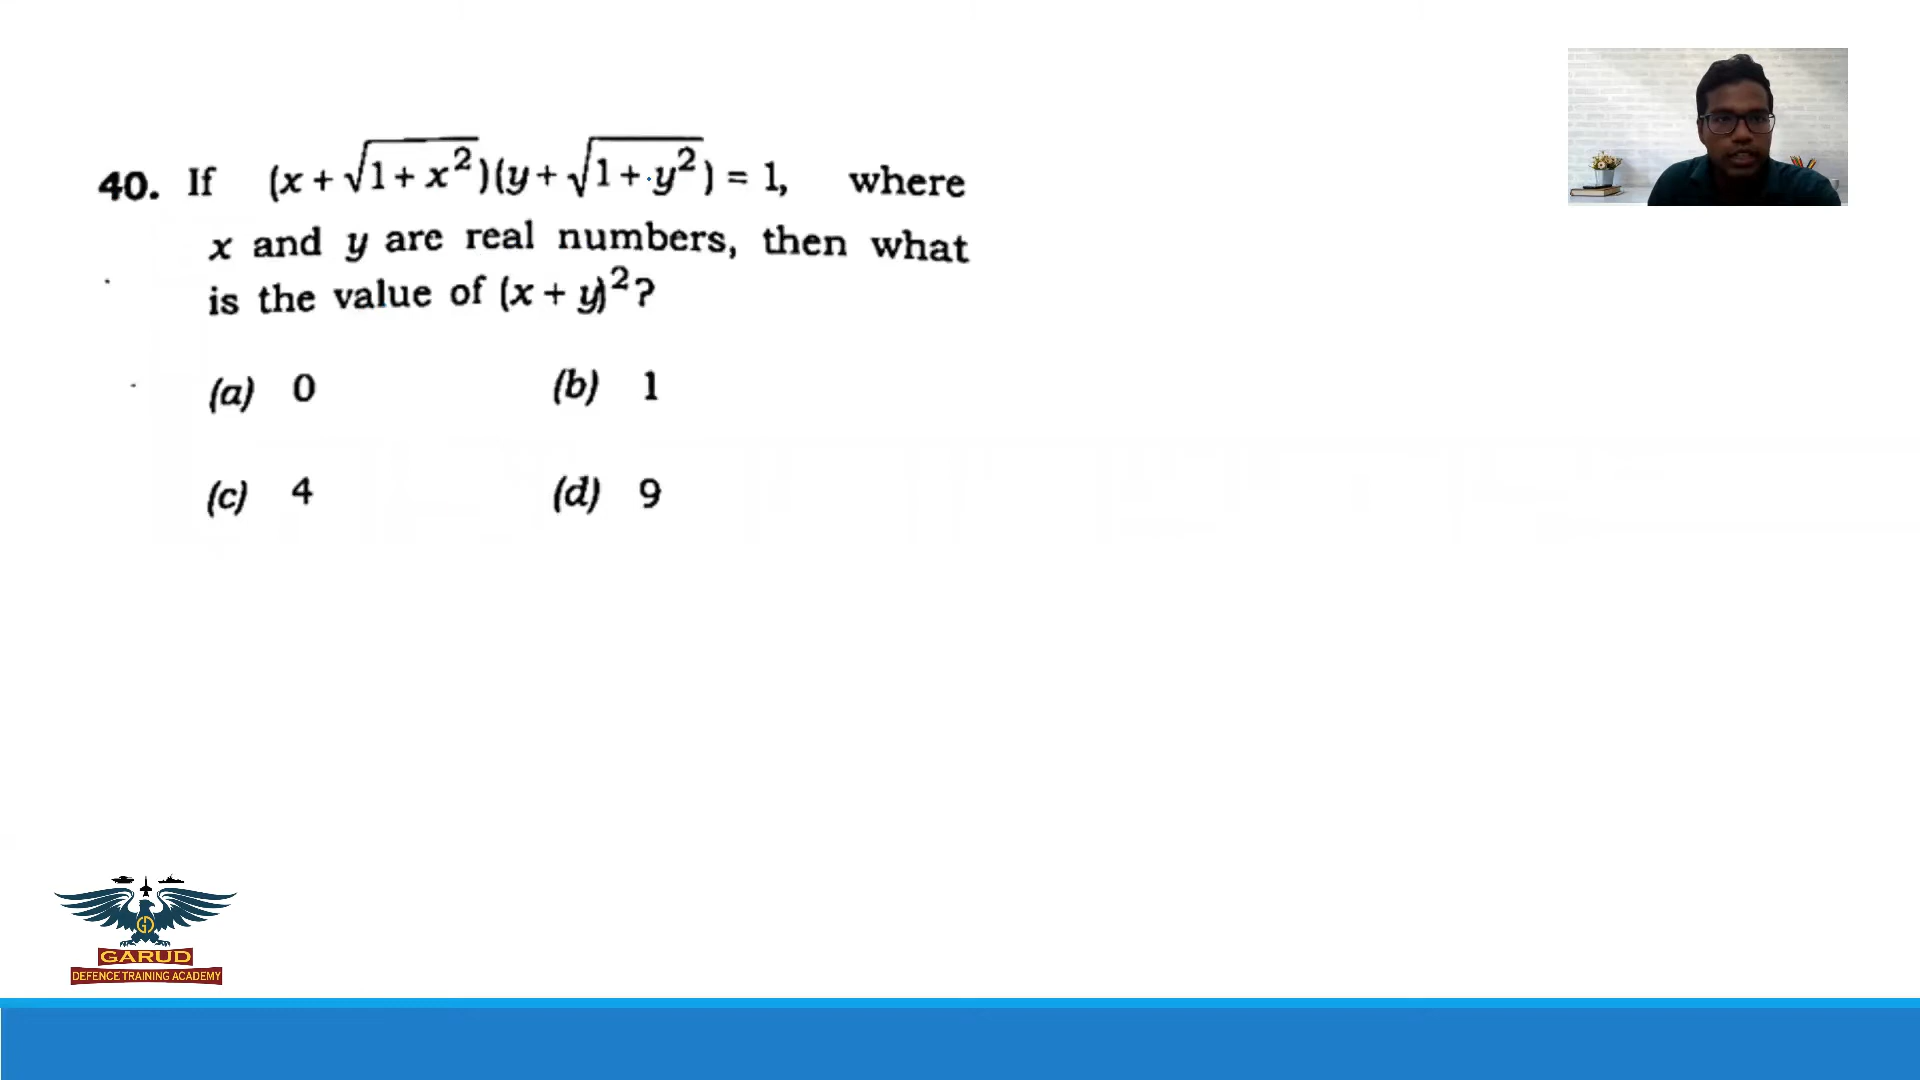 40. If (x + √1 + x²)(y + √1 + y²) = 1, where
x and y are real numbers, then what
is the value of (x + y)²?
(a) 0 (b) 1
(c) 4 (d) 9
GD
GARUD
DEFENCE TRAINING ACADEMY